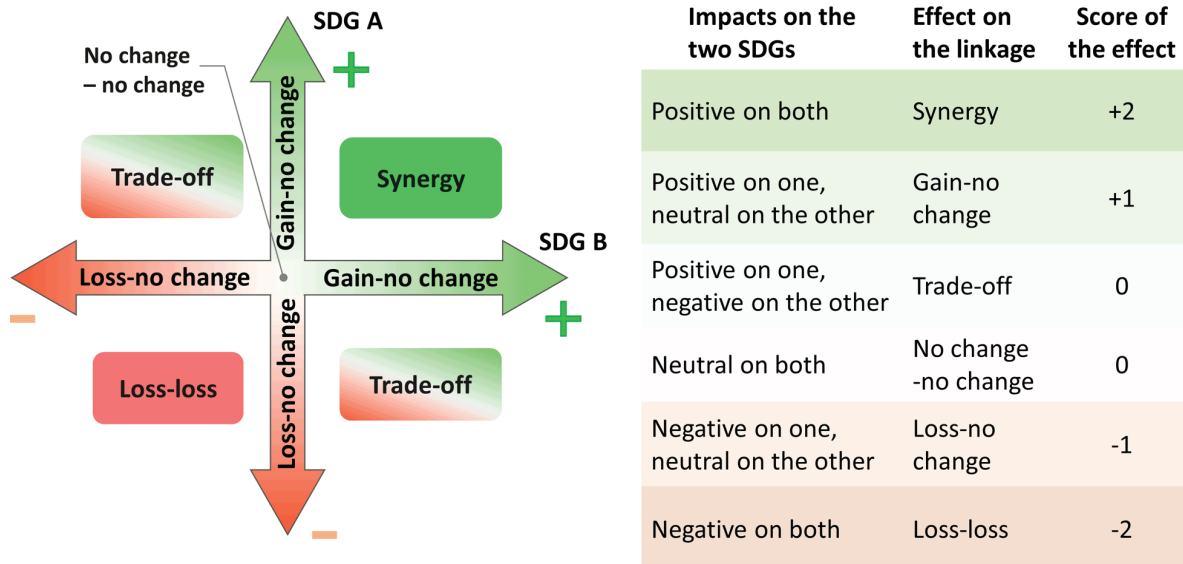 SDG A
No change
– no change
+
Gain-no change
Trade-off
Synergy
SDG B
Loss-no change
Gain-no change
–
+
Loss-no change
Loss-loss
Trade-off
–
Impacts on the
two SDGs
Effect on
the linkage
Score of
the effect
Positive on both
Synergy
+2
Positive on one,
neutral on the other
Gain-no
change
+1
Positive on one,
negative on the other
Trade-off
0
Neutral on both
No change
-no change
0
Negative on one,
neutral on the other
Loss-no
change
-1
Negative on both
Loss-loss
-2